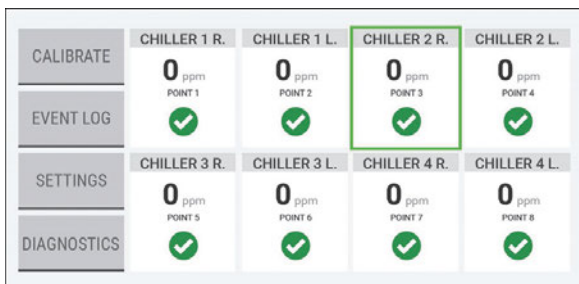 CALIBRATE
EVENT LOG
SETTINGS
DIAGNOSTICS
CHILLER 1 R. CHILLER 1 L. CHILLER 2 R. CHILLER 2 L.
0 ppm 0 ppm 0 ppm 0 ppm
POINT 1 POINT 2 POINT 3 POINT 4
CHILLER 3 R. CHILLER 3 L. CHILLER 4 R. CHILLER 4 L.
0 ppm 0 ppm 0 ppm 0 ppm
POINT 5 POINT 6 POINT 7 POINT 8